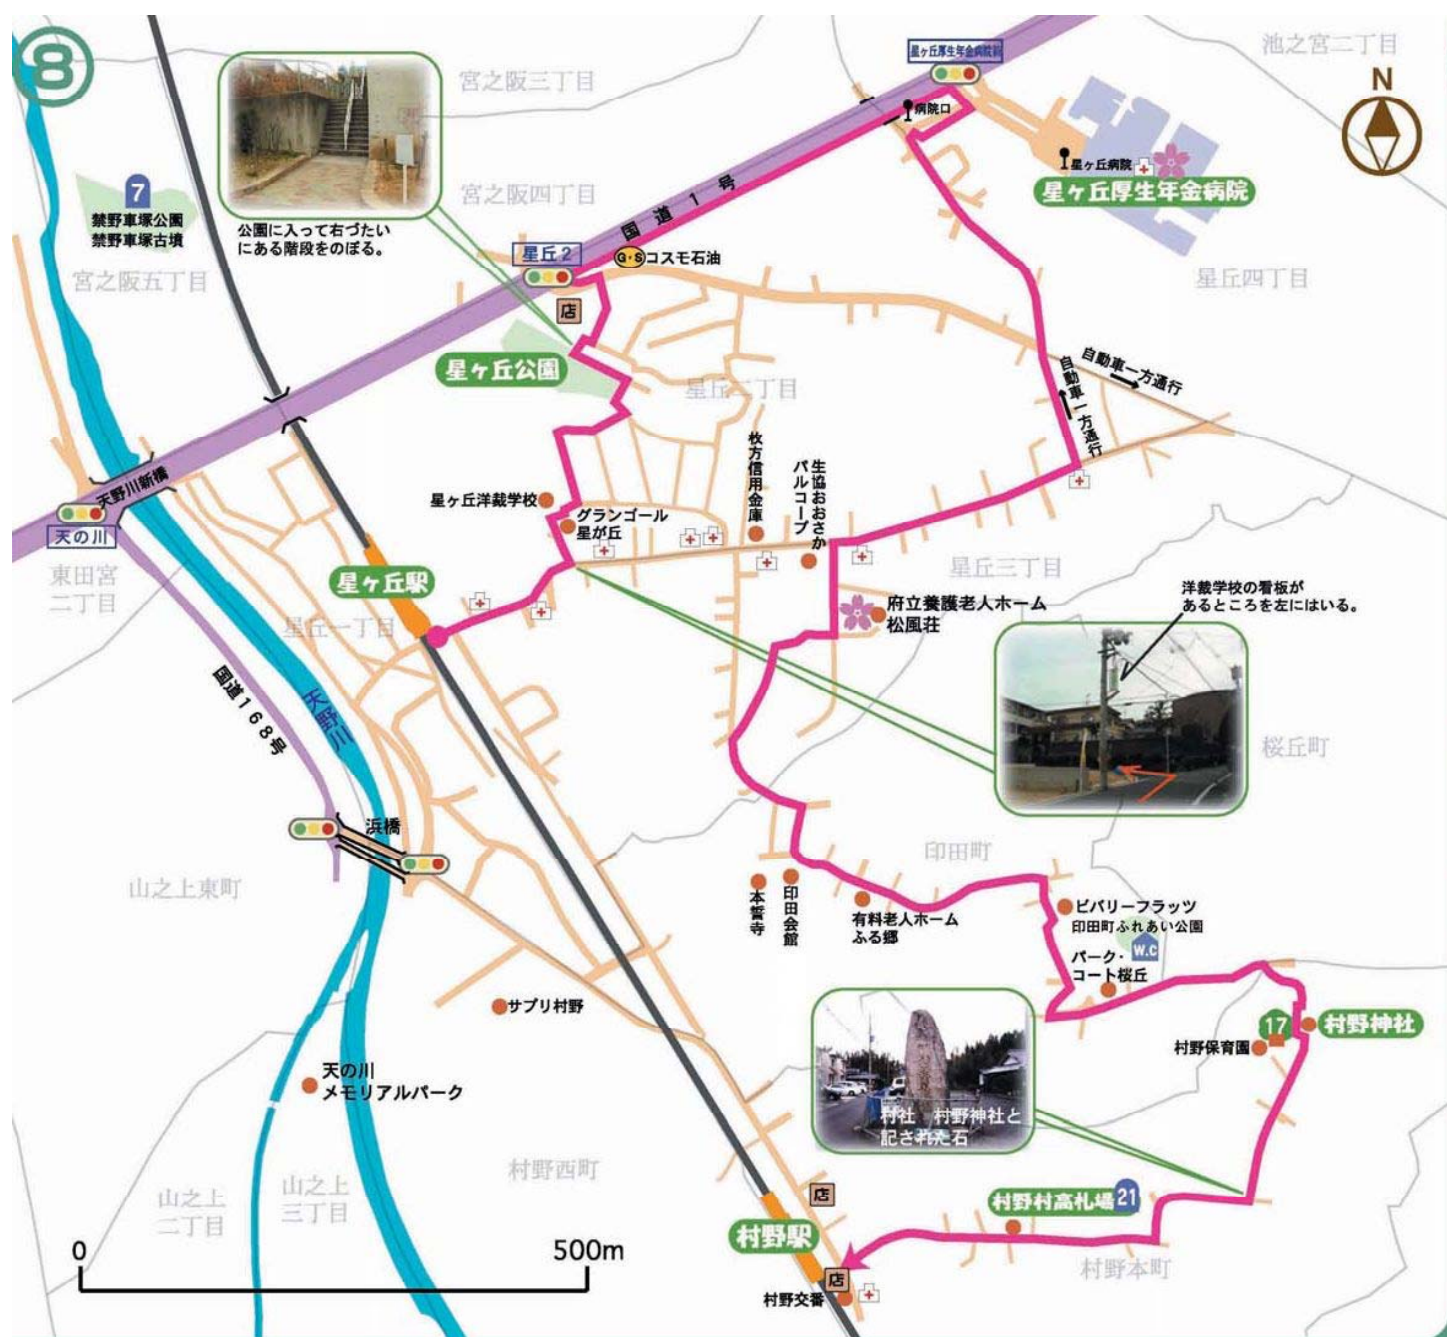 8
池之宮二丁目
N
宮之阪三丁目
星ヶ丘厚生年金病院前
病院口
星ヶ丘病院
星ヶ丘厚生年金病院
7
禁野車塚公園
禁野車塚古墳
公園に入って右づたい
にある階段をのぼる。
宮之阪四丁目
国道1号
星丘2
G・S
コスモ石油
宮之阪五丁目
星丘四丁目
店
星ヶ丘公園
星丘二丁目
自動車一方通行
自動車一方通行
天野川新橋
天の川
星ヶ丘洋裁学校
グランゴール
星が丘
枚方信用金庫
生協おおさか
パルコープ
東田宮
二丁目
星ヶ丘駅
星丘一丁目
星丘三丁目
洋裁学校の看板が
あるところを左にはいる。
府立養護老人ホーム
松風荘
国道168号
天野川
桜丘町
浜橋
山之上東町
印田町
本誓寺
印田会館
有料老人ホーム
ふる郷
ビバリーフラッツ
印田町ふれあい公園
W.C
パーク・
コート桜丘
サプリ村野
17
村野神社
村野保育園
天の川
メモリアルパーク
村社 村野神社と
記された石
村野西町
山之上
二丁目
山之上
三丁目
店
村野村高札場
21
村野駅
0
500m
店
村野交番
村野本町